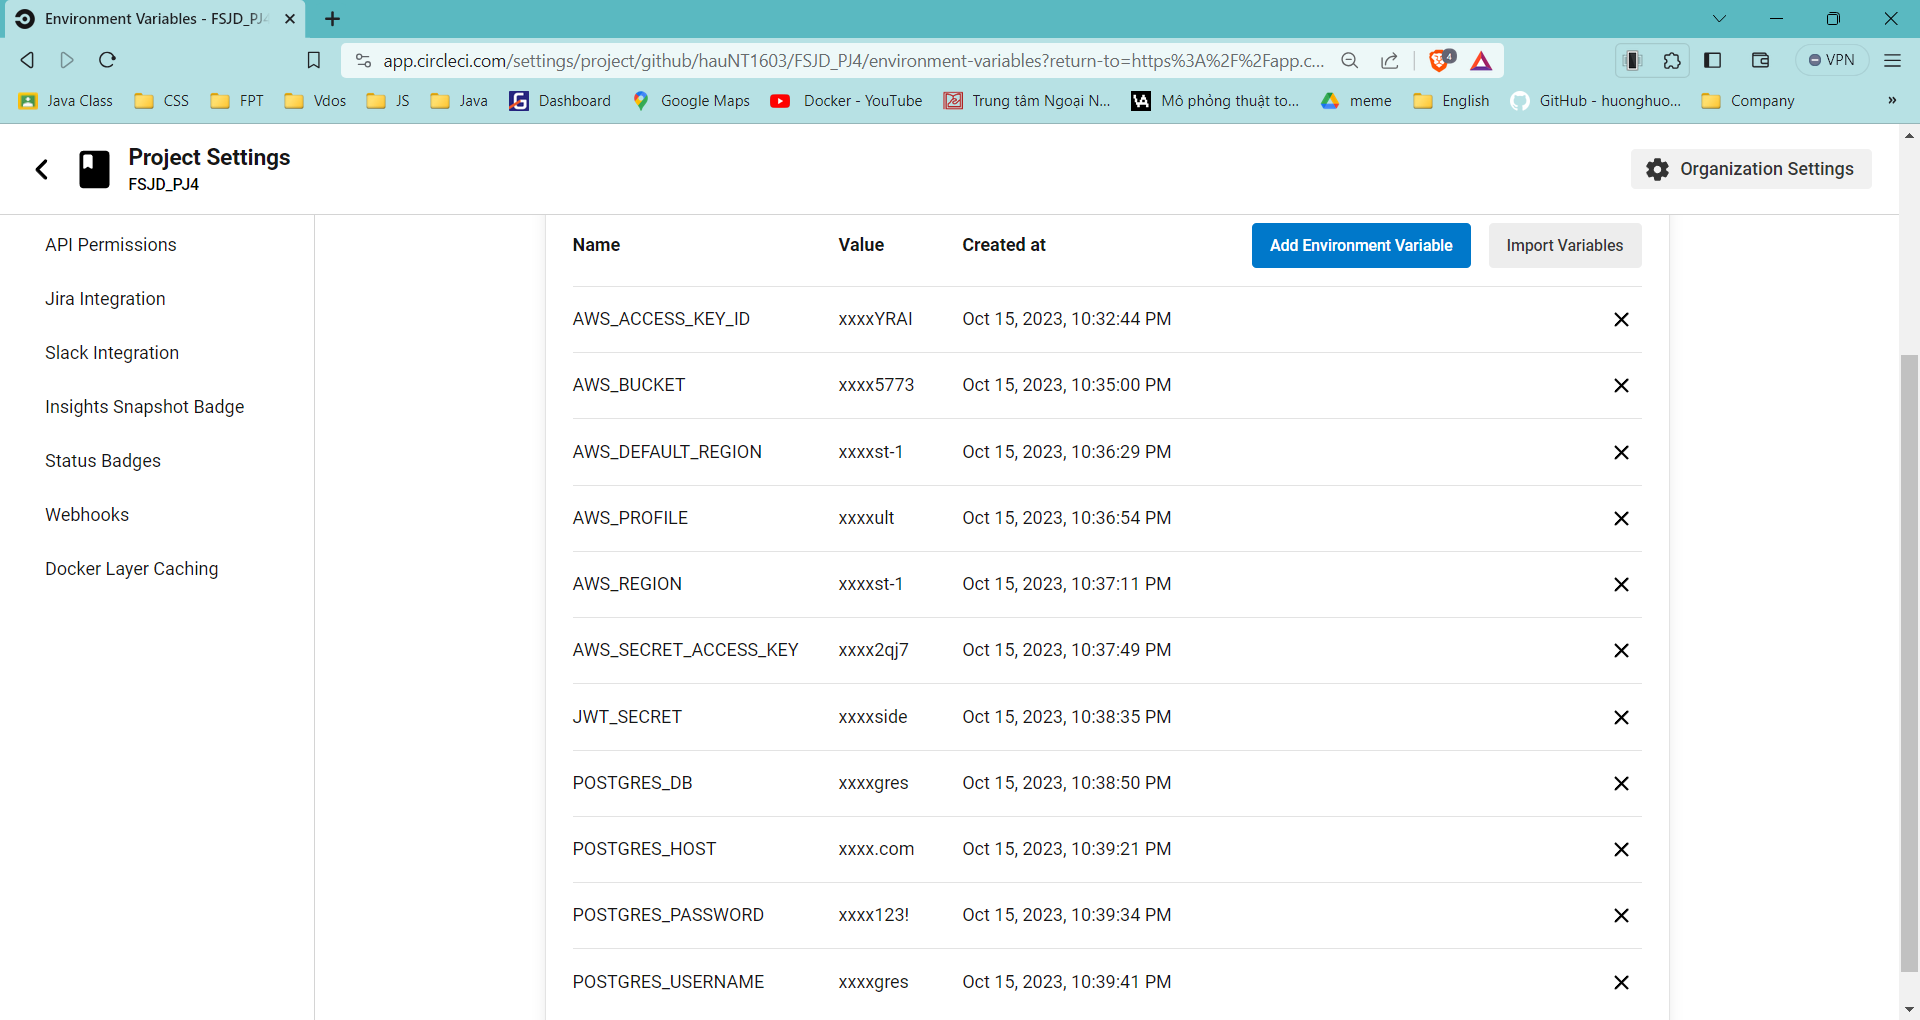 Environment Variables - FSJD_PJ4
app.circleci.com/settings/project/github/hauNT1603/FSJD_PJ4/environment-variables?return-to=https%3A%2F%2Fapp.c...
4
VPN
Java Class
CSS
FPT
Vdos
JS
Java
Dashboard
Google Maps
Docker - YouTube
Trung tâm Ngoại N...
Mô phỏng thuật to...
meme
English
GitHub - huonghuo...
Company
»
Project Settings
FSJD_PJ4
Organization Settings
API Permissions
Jira Integration
Slack Integration
Insights Snapshot Badge
Status Badges
Webhooks
Docker Layer Caching
Name Value Created at
Add Environment Variable
Import Variables
AWS_ACCESS_KEY_ID xxxxYRAI Oct 15, 2023, 10:32:44 PM
AWS_BUCKET xxxx5773 Oct 15, 2023, 10:35:00 PM
AWS_DEFAULT_REGION xxxxst-1 Oct 15, 2023, 10:36:29 PM
AWS_PROFILE xxxxult Oct 15, 2023, 10:36:54 PM
AWS_REGION xxxxst-1 Oct 15, 2023, 10:37:11 PM
AWS_SECRET_ACCESS_KEY xxxx2qj7 Oct 15, 2023, 10:37:49 PM
JWT_SECRET xxxxside Oct 15, 2023, 10:38:35 PM
POSTGRES_DB xxxxgres Oct 15, 2023, 10:38:50 PM
POSTGRES_HOST xxxx.com Oct 15, 2023, 10:39:21 PM
POSTGRES_PASSWORD xxxx123! Oct 15, 2023, 10:39:34 PM
POSTGRES_USERNAME xxxxgres Oct 15, 2023, 10:39:41 PM